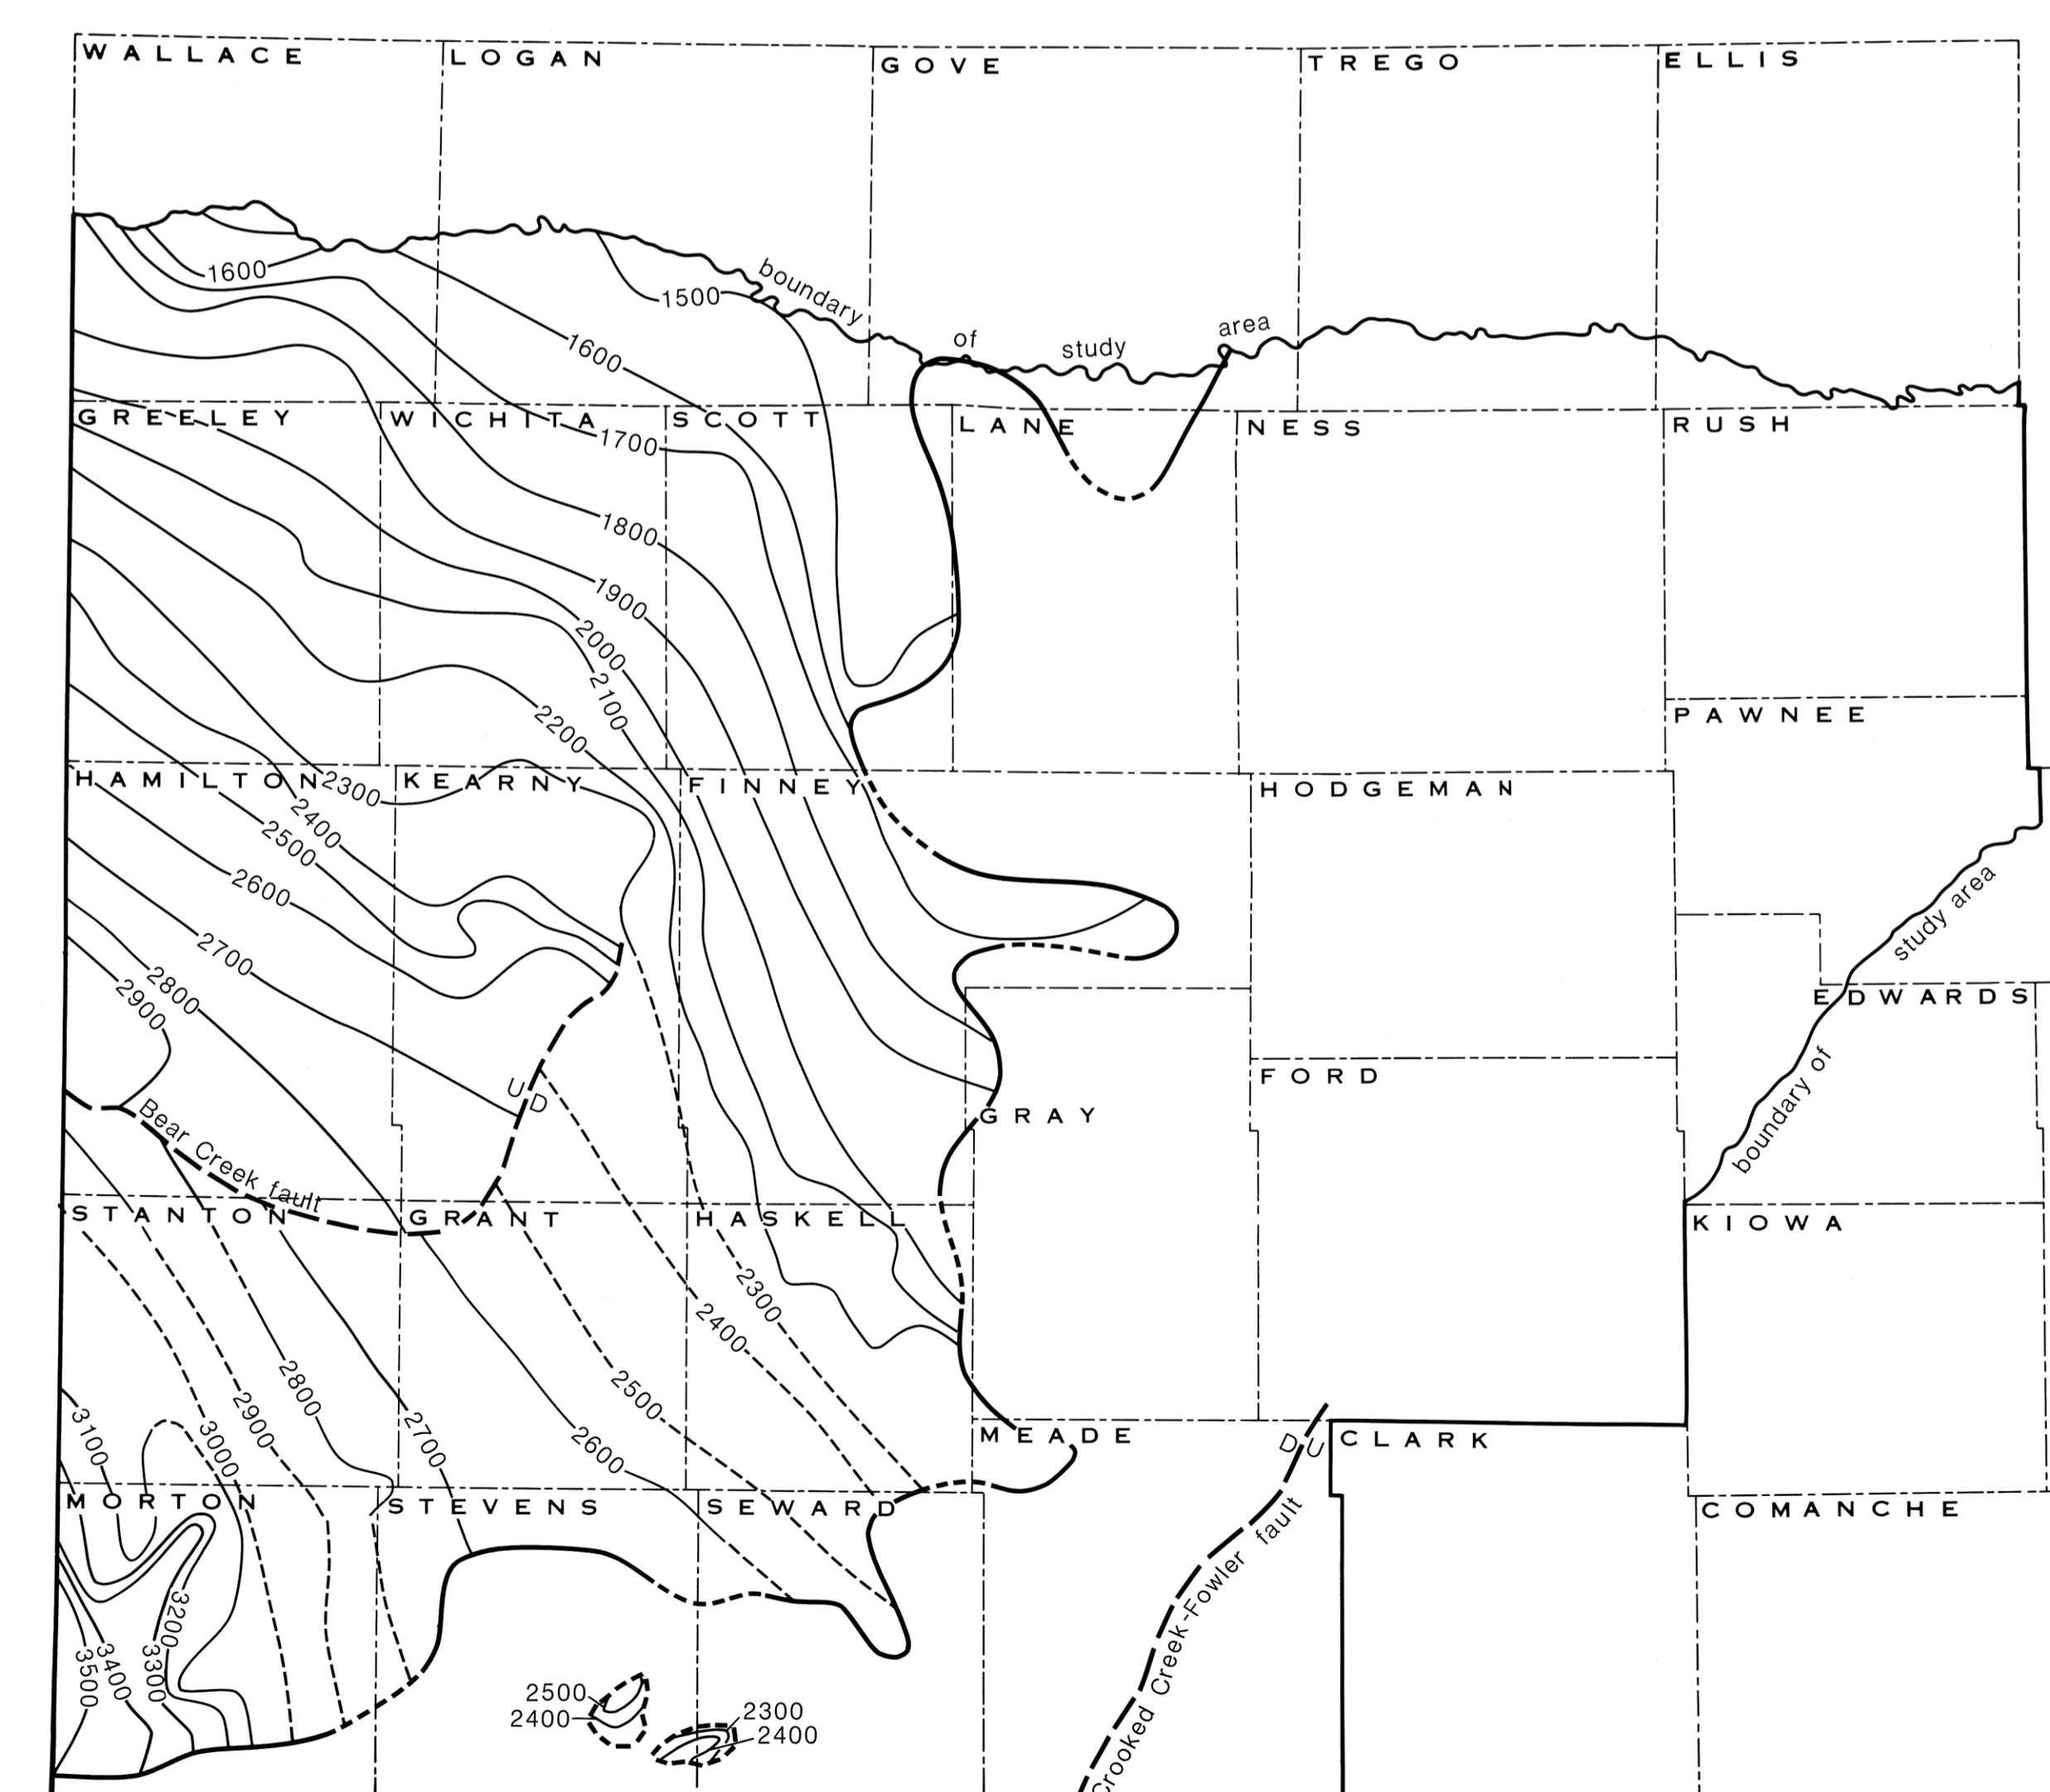 WALLACE
LOGAN
GOVE
TREGO
ELLIS
1600
1500
boundary
of
study
area
1600
GREELEY
WICHITA
SCOTT
LANE
NESS
RUSH
1700
1800
1900
2000
2100
2200
PAWNEE
HAMILTON
2300
KEARNY
FINNEY
HODGEMAN
2400
2500
2600
2700
2800
2900
study area
boundary of
EDWARDS
U
D
FORD
GRAY
Bear Creek fault
STANTON
GRANT
HASKELL
KIOWA
2300
2400
2500
2600
2700
2800
2900
3000
3100
MEADE
D
U
CLARK
MORTON
STEVENS
SEWARD
COMANCHE
Crooked Creek-Fowler fault
3200
3300
3400
3500
2500
2400
2300
2400